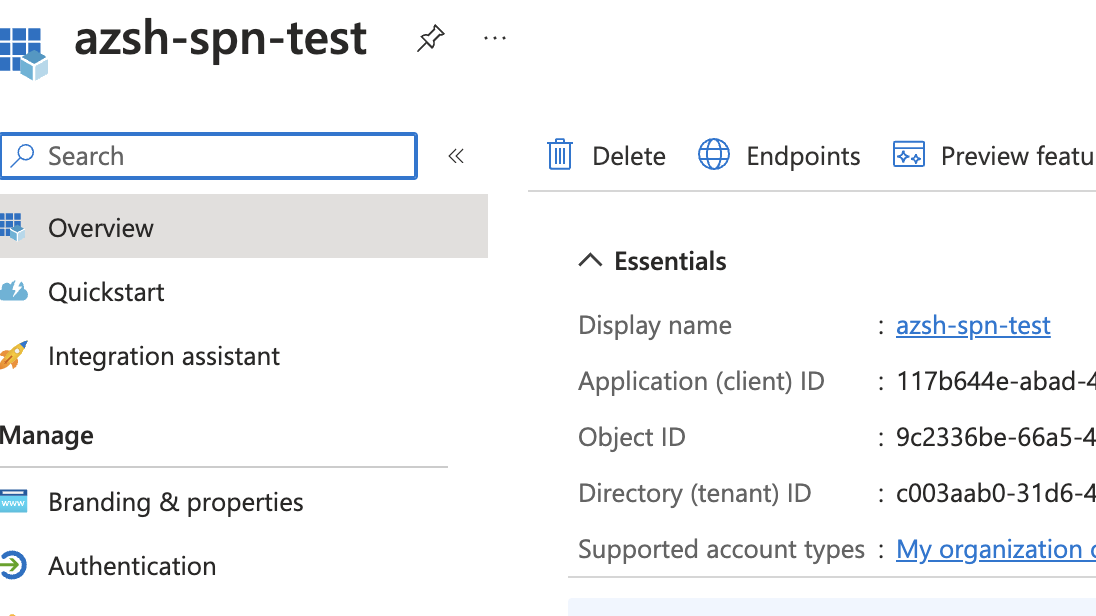 azsh-spn-test
Search
Delete
Endpoints
Preview featu
Overview
Quickstart
Integration assistant
Manage
Branding & properties
Authentication
Essentials
Display name : azsh-spn-test
Application (client) ID : 117b644e-abad-4
Object ID : 9c2336be-66a5-4
Directory (tenant) ID : c003aab0-31d6-4
Supported account types : My organization